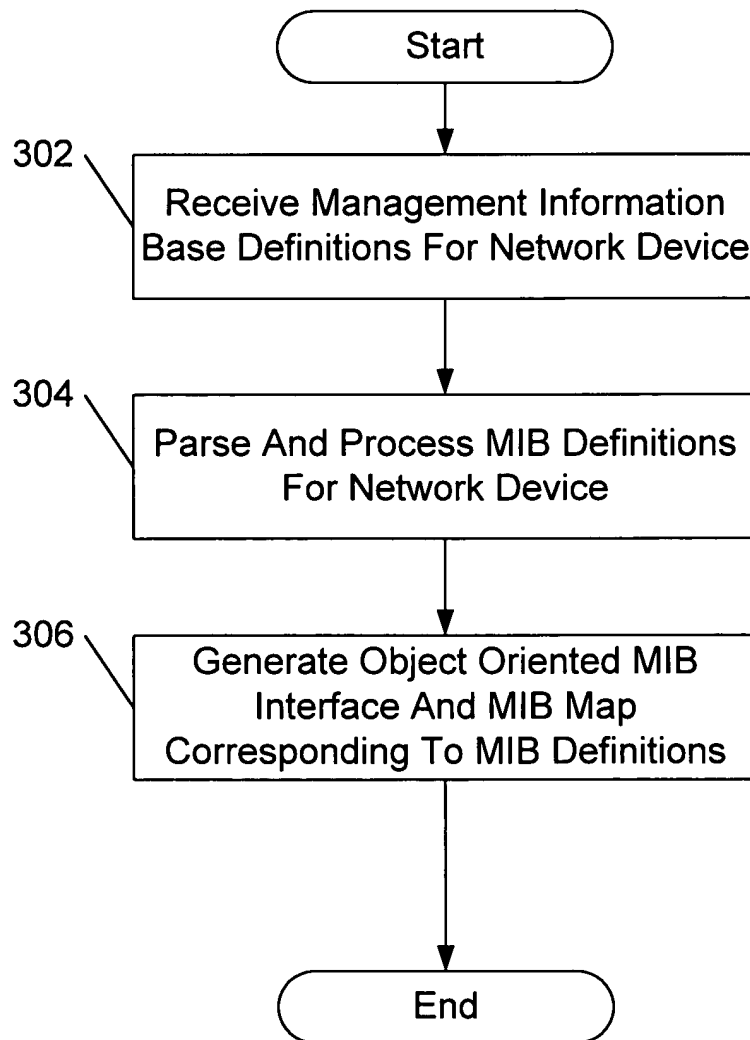 Start
302
Receive Management Information
Base Definitions For Network Device
304
Parse And Process MIB Definitions
For Network Device
306
Generate Object Oriented MIB
Interface And MIB Map
Corresponding To MIB Definitions
End